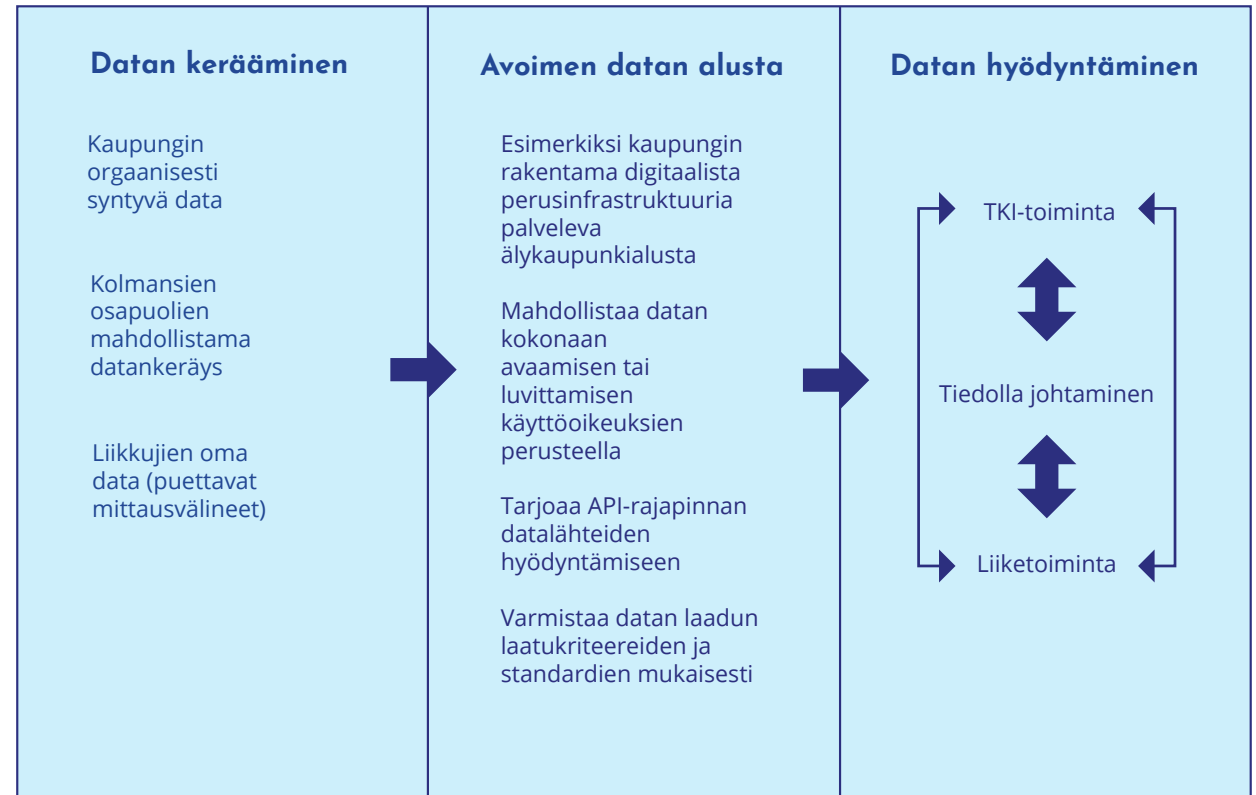 Datan kerääminen
Kaupungin
orgaanisesti
syntyvä data
Kolmansien
osapuolien
mahdollistama
datankeräys
Liikkujien oma
data (puettavat
mittausvälineet)
Avoimen datan alusta
Esimerkiksi kaupungin
rakentama digitaalista
perusinfrastruktuuria
palveleva
älykaupunkialusta
Mahdollistaa datan
kokonaan
avaamisen tai
luvittamisen
käyttöoikeuksien
perusteella
Tarjoaa API-rajapinnan
datalähteiden
hyödyntämiseen
Varmistaa datan laadun
laatukriteereiden ja
standardien mukaisesti
Datan hyödyntäminen
TKI-toiminta
Tiedolla johtaminen
Liiketoiminta